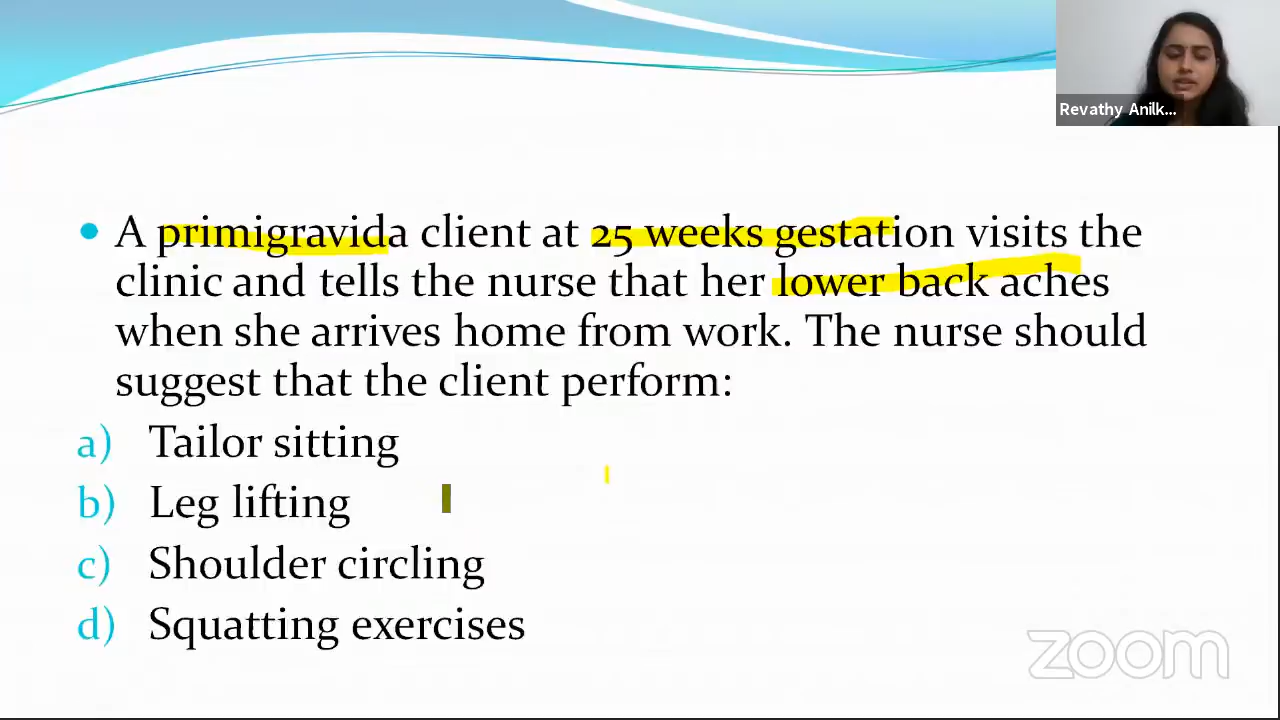 Revathy Anilk...
• A primigravida client at 25 weeks gestation visits the
clinic and tells the nurse that her lower back aches
when she arrives home from work. The nurse should
suggest that the client perform:
a) Tailor sitting
b) Leg lifting
c) Shoulder circling
d) Squatting exercises
zoom